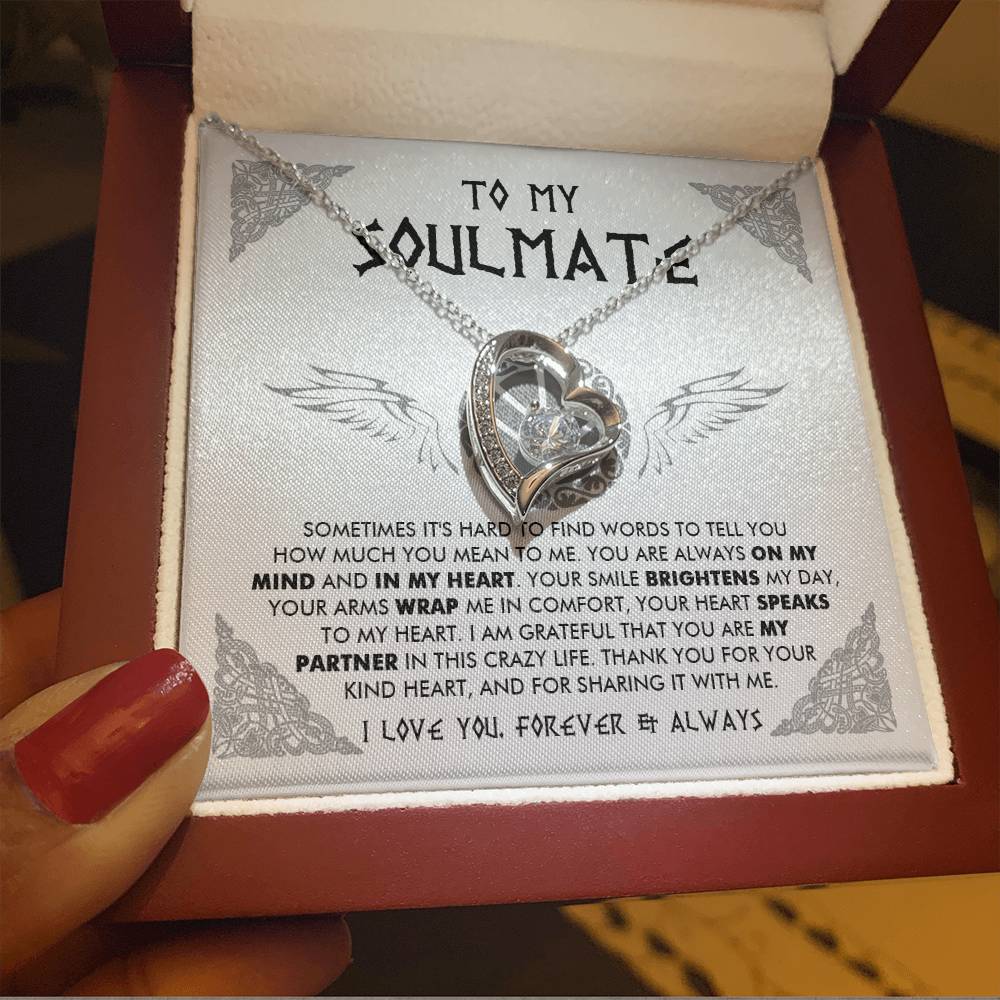 TO MY
SOULMATE
SOMETIMES IT'S HARD TO FIND WORDS TO TELL YOU
HOW MUCH YOU MEAN TO ME. YOU ARE ALWAYS ON MY
MIND AND IN MY HEART. YOUR SMILE BRIGHTENS MY DAY,
YOUR ARMS WRAP ME IN COMFORT, YOUR HEART SPEAKS
TO MY HEART. I AM GRATEFUL THAT YOU ARE MY
PARTNER IN THIS CRAZY LIFE. THANK YOU FOR YOUR
KIND HEART, AND FOR SHARING IT WITH ME.
I LOVE YOU. FOREVER & ALWAYS